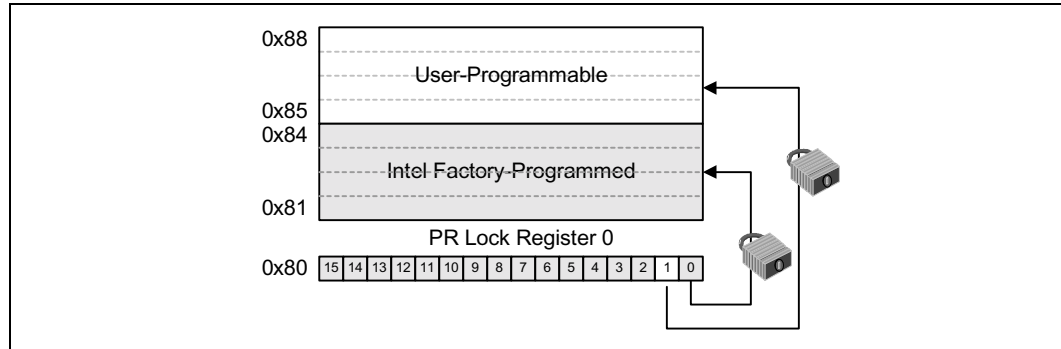 0x88
User-Programmable
0x85
0x84
Intel Factory-Programmed
0x81
PR Lock Register 0
0x80 15 14 13 12 11 10 9 8 7 6 5 4 3 2 1 0